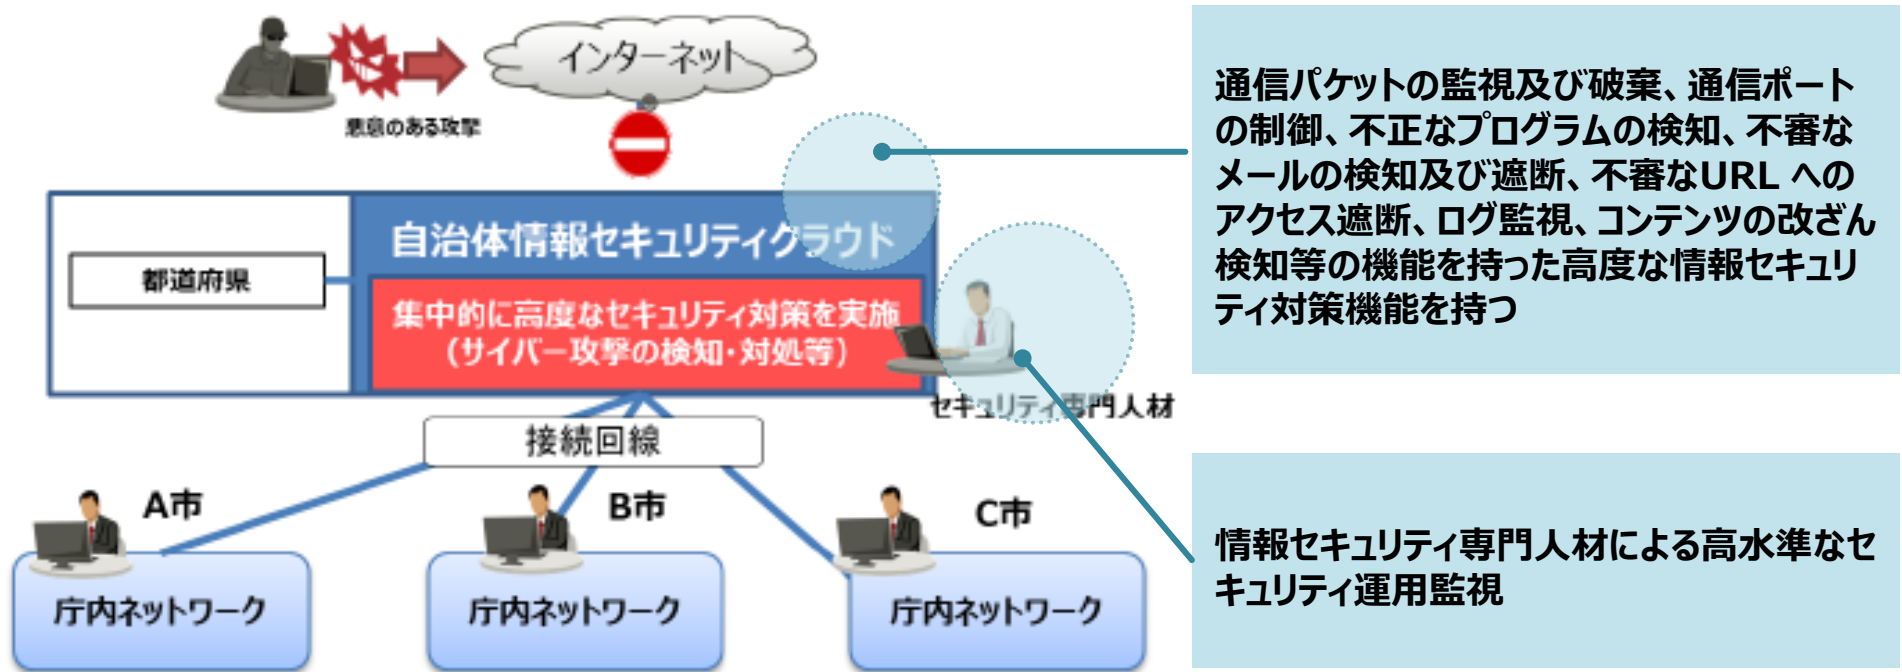 インターネット
悪意のある攻撃
自治体情報セキュリティクラウド
都道府県
集中的に高度なセキュリティ対策を実施
(サイバー攻撃の検知・対処等)
セキュリティ専門人材
接続回線
A市
B市
C市
庁内ネットワーク
庁内ネットワーク
庁内ネットワーク
通信パケットの監視及び破棄、通信ポート
の制御、不正なプログラムの検知、不審な
メールの検知及び遮断、不審なURL への
アクセス遮断、ログ監視、コンテンツの改ざん
検知等の機能を持った高度な情報セキュリ
ティ対策機能を持つ
情報セキュリティ専門人材による高水準なセ
キュリティ運用監視